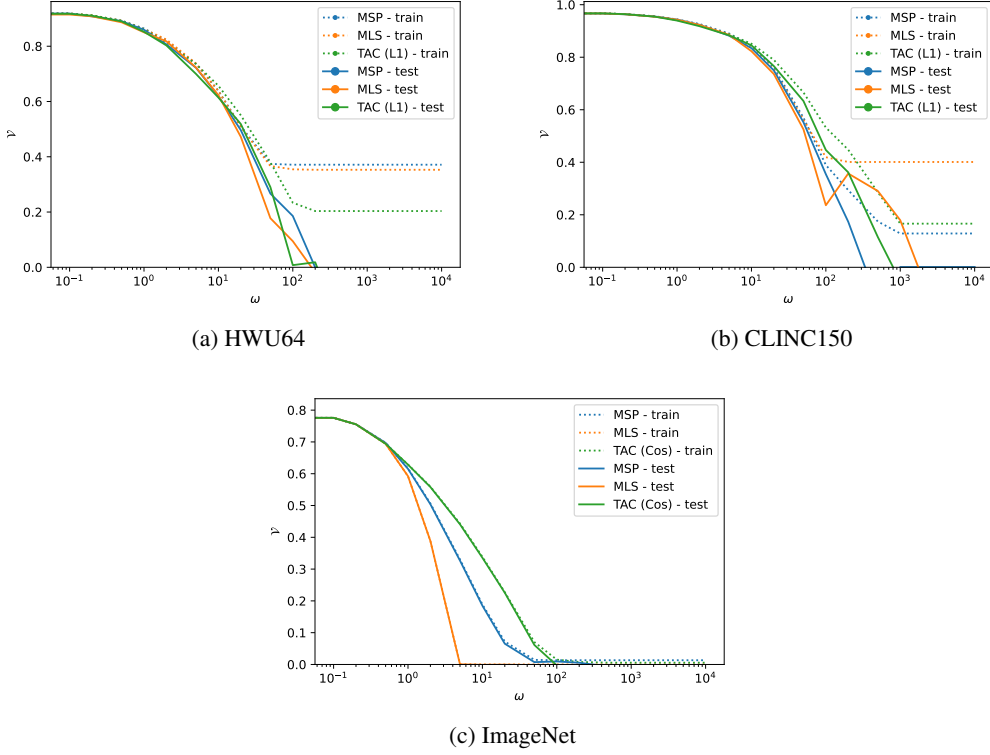 MSP - train
MLS - train
TAC (L1) - train
MSP - test
MLS - test
TAC (L1) - test
0.8
0.6
0.4
0.2
0.0
𝒱
10⁻¹ 10⁰ 10¹ 10² 10³ 10⁴
ω
(a) HWU64
MSP - train
MLS - train
TAC (L1) - train
MSP - test
MLS - test
TAC (L1) - test
1.0
0.8
0.6
0.4
0.2
0.0
𝒱
10⁻¹ 10⁰ 10¹ 10² 10³ 10⁴
ω
(b) CLINC150
MSP - train
MLS - train
TAC (Cos) - train
MSP - test
MLS - test
TAC (Cos) - test
0.8
0.7
0.6
0.5
0.4
0.3
0.2
0.1
0.0
𝒱
10⁻¹ 10⁰ 10¹ 10² 10³ 10⁴
ω
(c) ImageNet